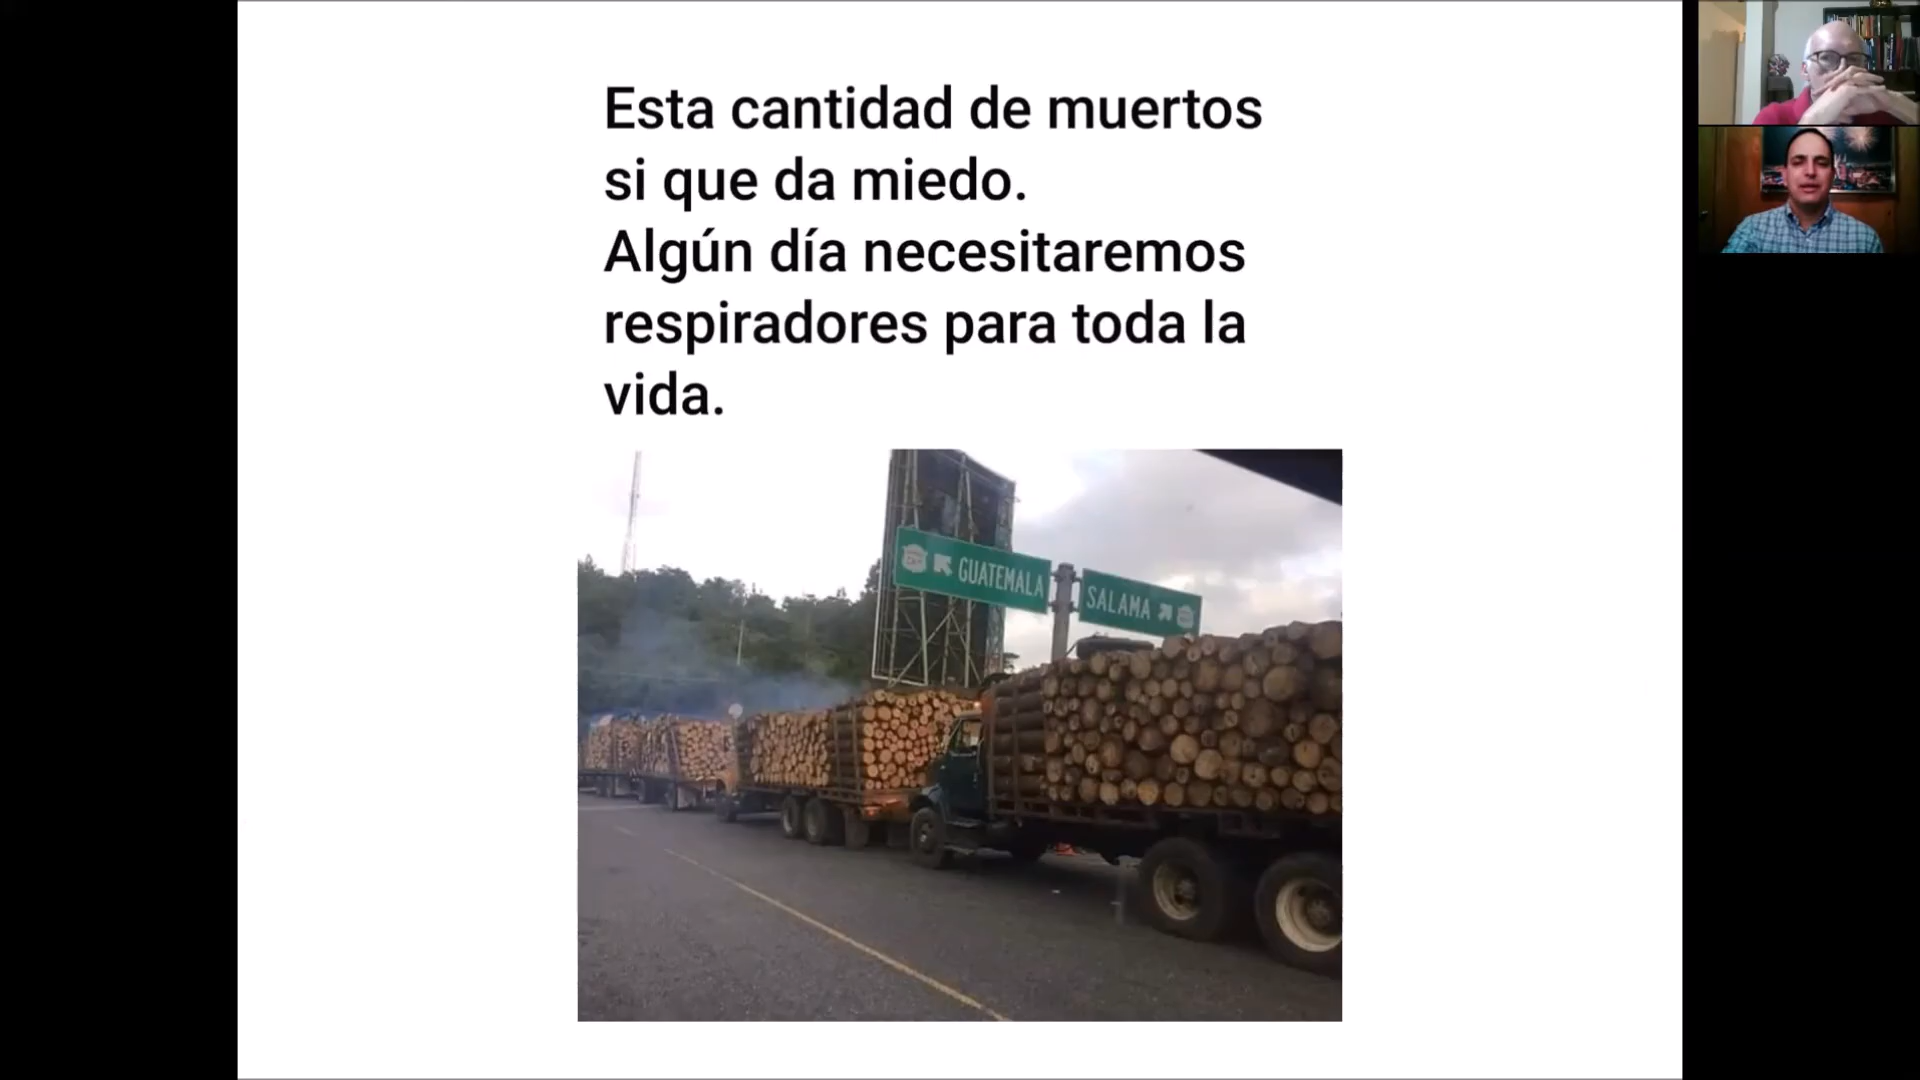 Esta cantidad de muertos
si que da miedo.
Algún día necesitaremos
respiradores para toda la
vida.
GUATEMALA
SALAMA